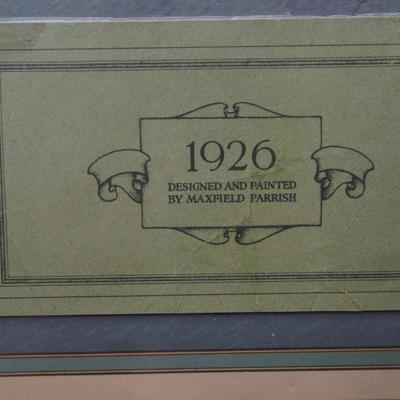 1926
DESIGNED AND PAINTED
BY MAXFIELD PARRISH